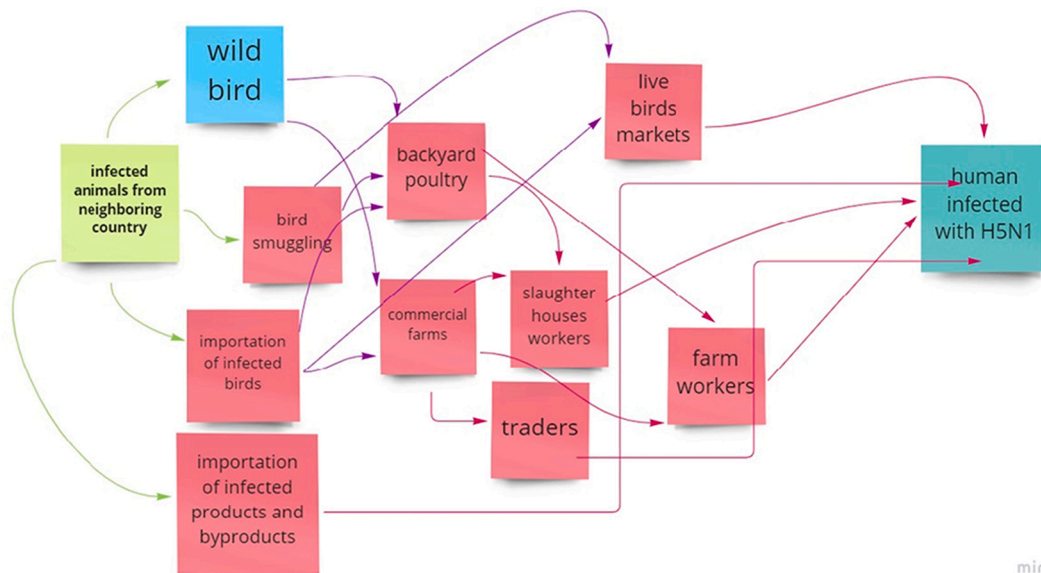 wild
bird
infected
animals from
neighboring
country
bird
smuggling
importation
of infected
birds
importation
of infected
products and
byproducts
backyard
poultry
commercial
farms
live
birds
markets
slaughter
houses
workers
traders
farm
workers
human
infected
with H5N1